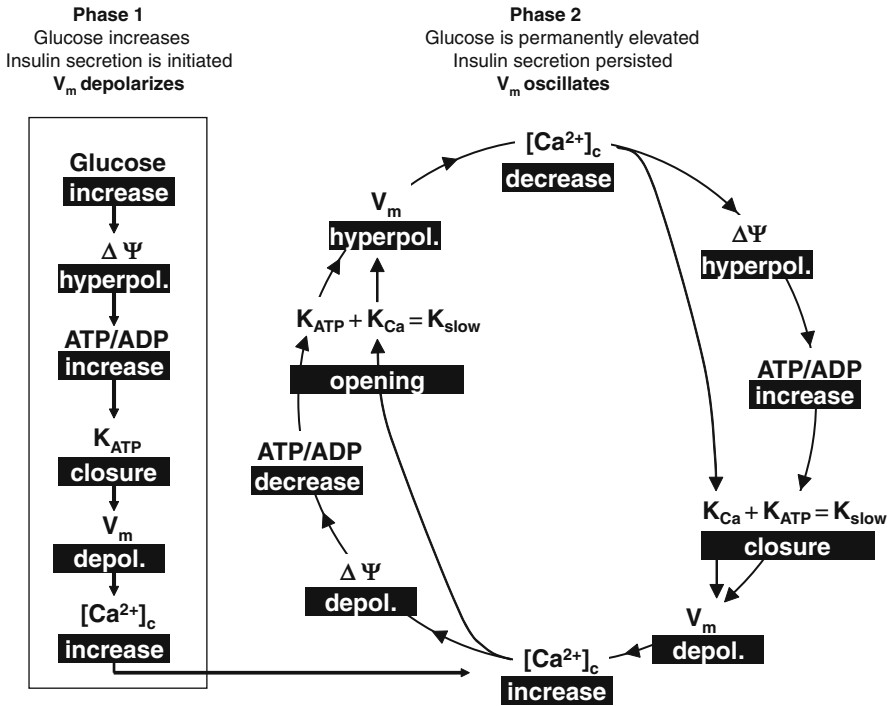 Phase 1
Glucose increases
Insulin secretion is initiated
Vm depolarizes
Glucose
increase
Δ Ψ
hyperpol.
ATP/ADP
increase
KATP
closure
Vm
depol.
[Ca2+]c
increase
Phase 2
Glucose is permanently elevated
Insulin secretion persisted
Vm oscillates
[Ca2+]c
decrease
ΔΨ
hyperpol.
ATP/ADP
increase
KCa + KATP = Kslow
closure
Vm
depol.
[Ca2+]c
increase
Δ Ψ
depol.
ATP/ADP
decrease
KATP + KCa = Kslow
opening
Vm
hyperpol.